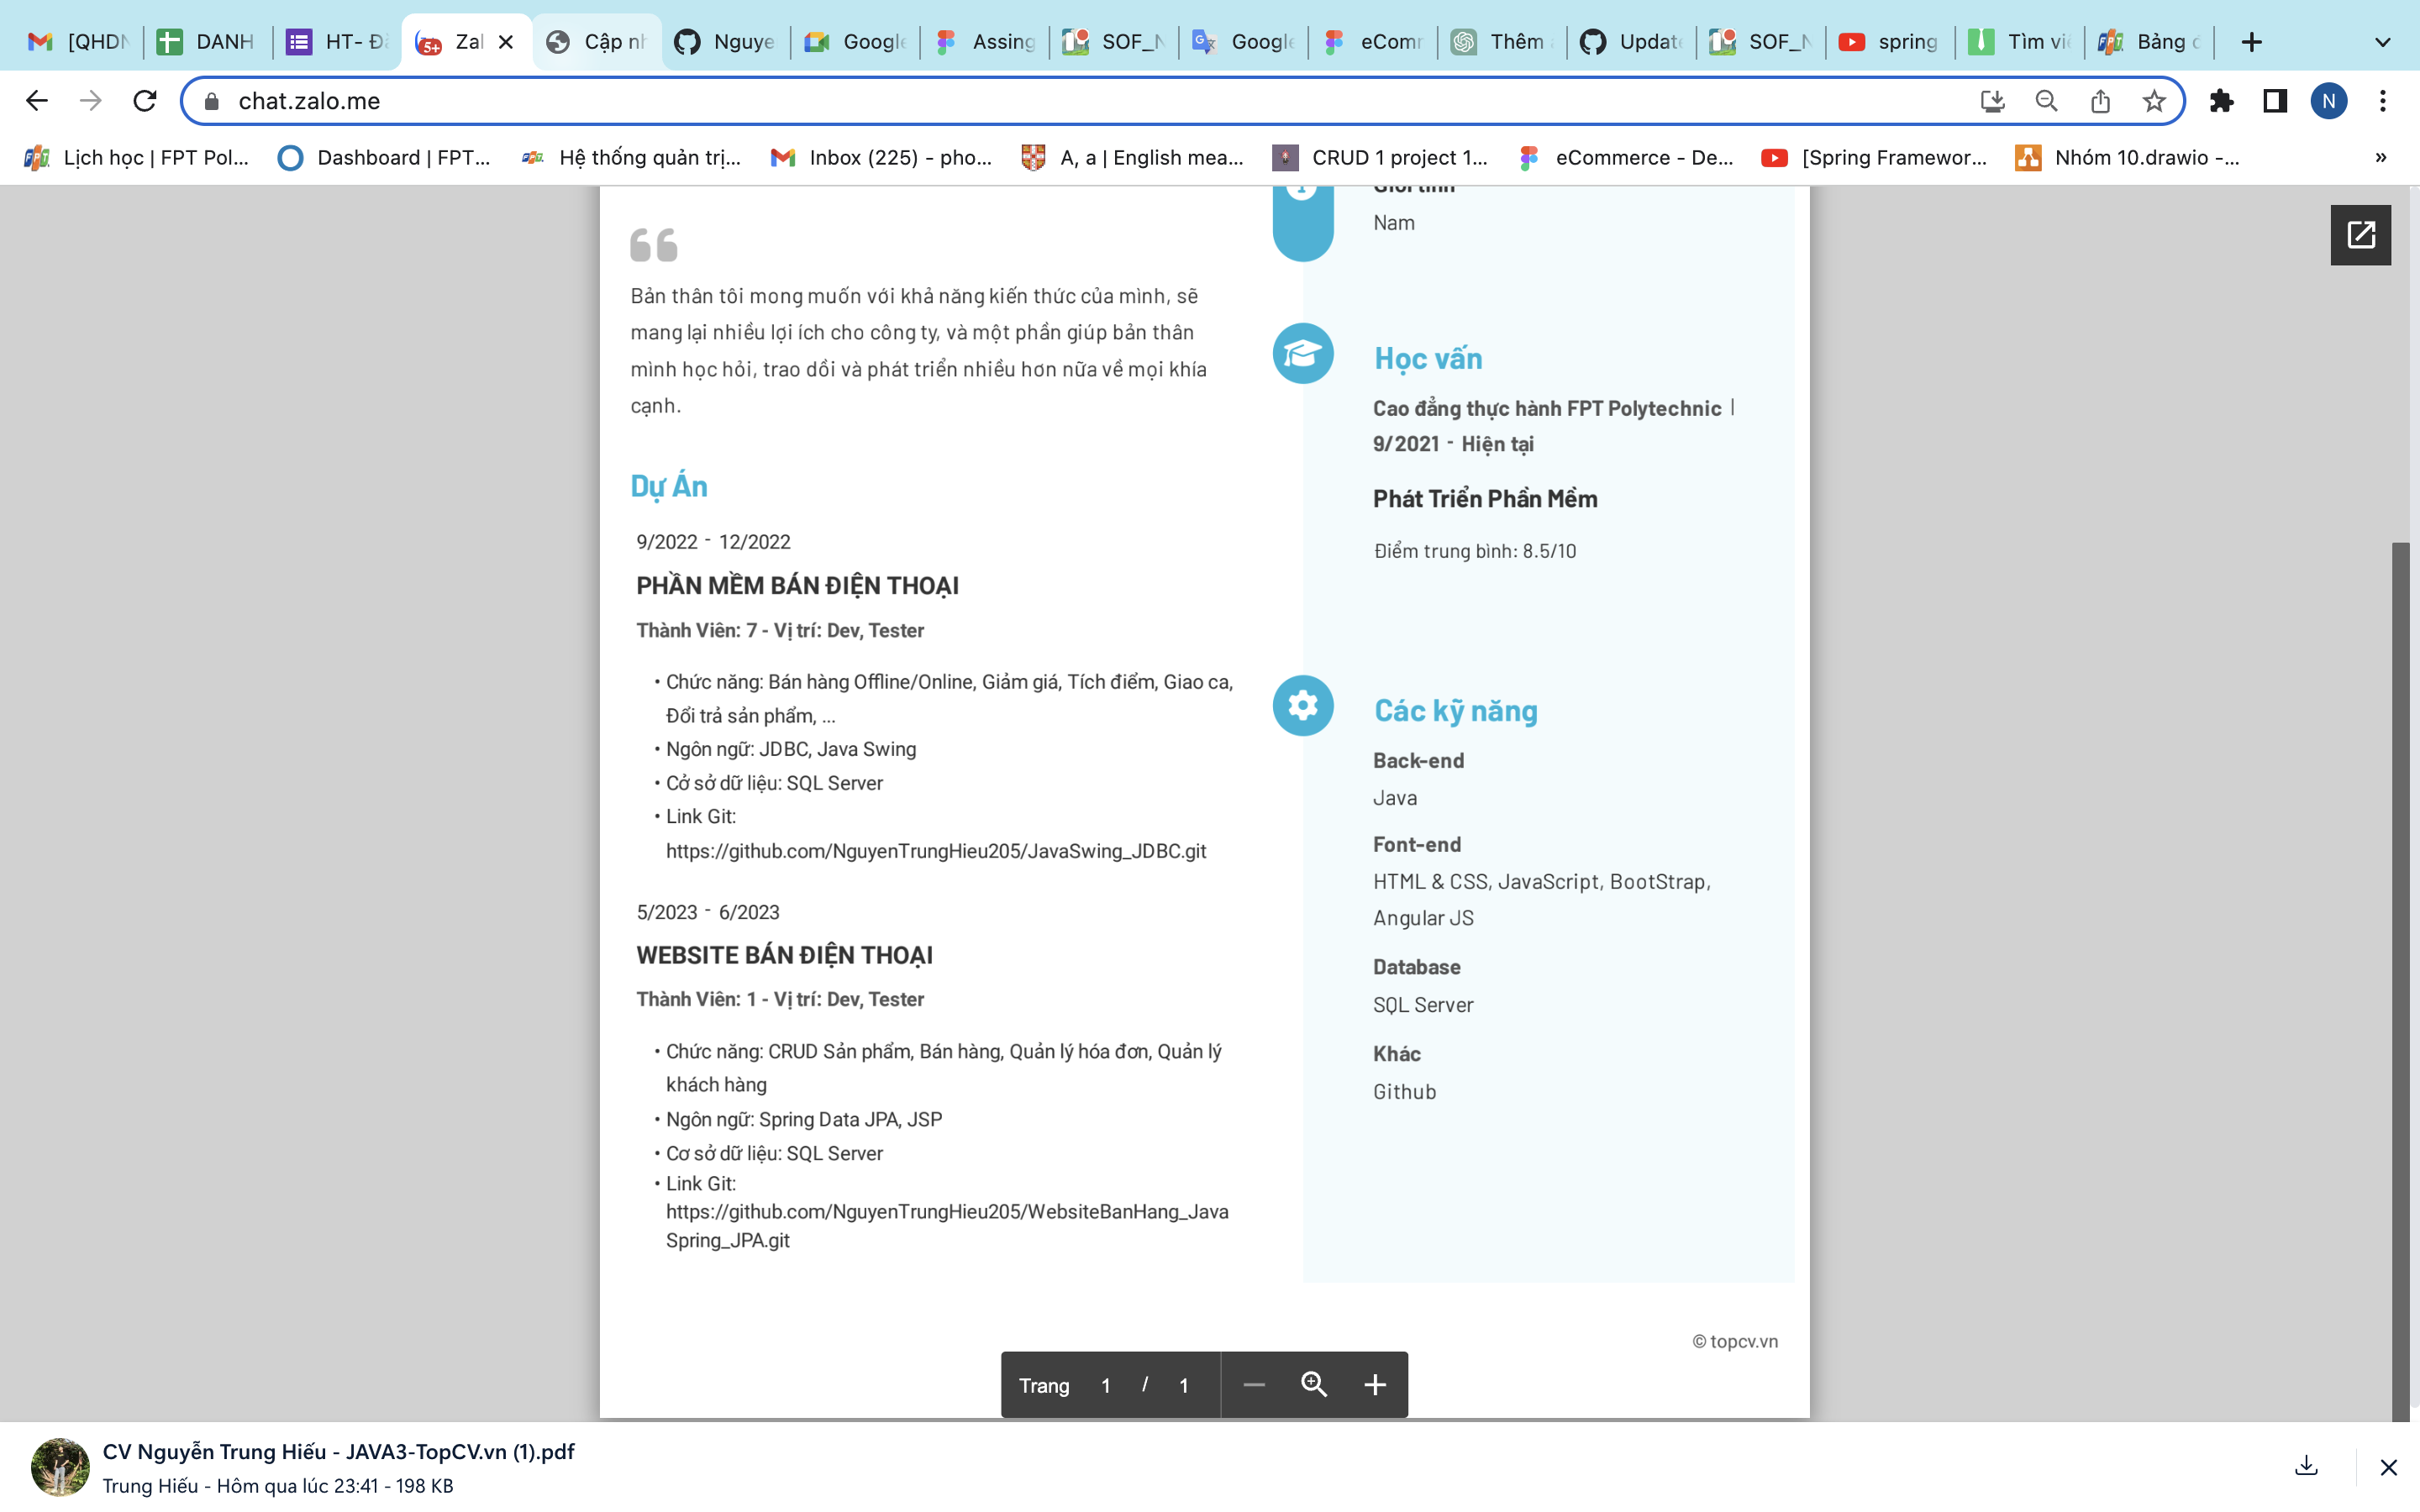 [QHDN
DANH
HT- Đă
5+
Zal
Cập nh
Nguye
Google
Assing
SOF_N
Google
eComm
Thêm
Update
SOF_N
spring
Tìm việ
Bảng đ
chat.zalo.me
N
Lịch học | FPT Pol...
Dashboard | FPT...
Hệ thống quản trị...
Inbox (225) - pho...
A, a | English mea...
CRUD 1 project 1...
eCommerce - De...
[Spring Framewor...
Nhóm 10.drawio -...
Giới tính
Nam
Bản thân tôi mong muốn với khả năng kiến thức của mình, sẽ
mang lại nhiều lợi ích cho công ty, và một phần giúp bản thân
mình học hỏi, trao dồi và phát triển nhiều hơn nữa về mọi khía
cạnh.
Dự Án
9/2022 - 12/2022
PHẦN MỀM BÁN ĐIỆN THOẠI
Thành Viên: 7 - Vị trí: Dev, Tester
• Chức năng: Bán hàng Offline/Online, Giảm giá, Tích điểm, Giao ca,
Đổi trả sản phẩm, ...
• Ngôn ngữ: JDBC, Java Swing
• Cở sở dữ liệu: SQL Server
• Link Git:
https://github.com/NguyenTrungHieu205/JavaSwing_JDBC.git
5/2023 - 6/2023
WEBSITE BÁN ĐIỆN THOẠI
Thành Viên: 1 - Vị trí: Dev, Tester
• Chức năng: CRUD Sản phẩm, Bán hàng, Quản lý hóa đơn, Quản lý
khách hàng
• Ngôn ngữ: Spring Data JPA, JSP
• Cơ sở dữ liệu: SQL Server
• Link Git:
https://github.com/NguyenTrungHieu205/WebsiteBanHang_Java
Spring_JPA.git
Học vấn
Cao đẳng thực hành FPT Polytechnic |
9/2021 - Hiện tại
Phát Triển Phần Mềm
Điểm trung bình: 8.5/10
Các kỹ năng
Back-end
Java
Font-end
HTML & CSS, JavaScript, BootStrap,
Angular JS
Database
SQL Server
Khác
Github
© topcv.vn
Trang 1 / 1
CV Nguyễn Trung Hiếu - JAVA3-TopCV.vn (1).pdf
Trung Hiếu - Hôm qua lúc 23:41 - 198 KB